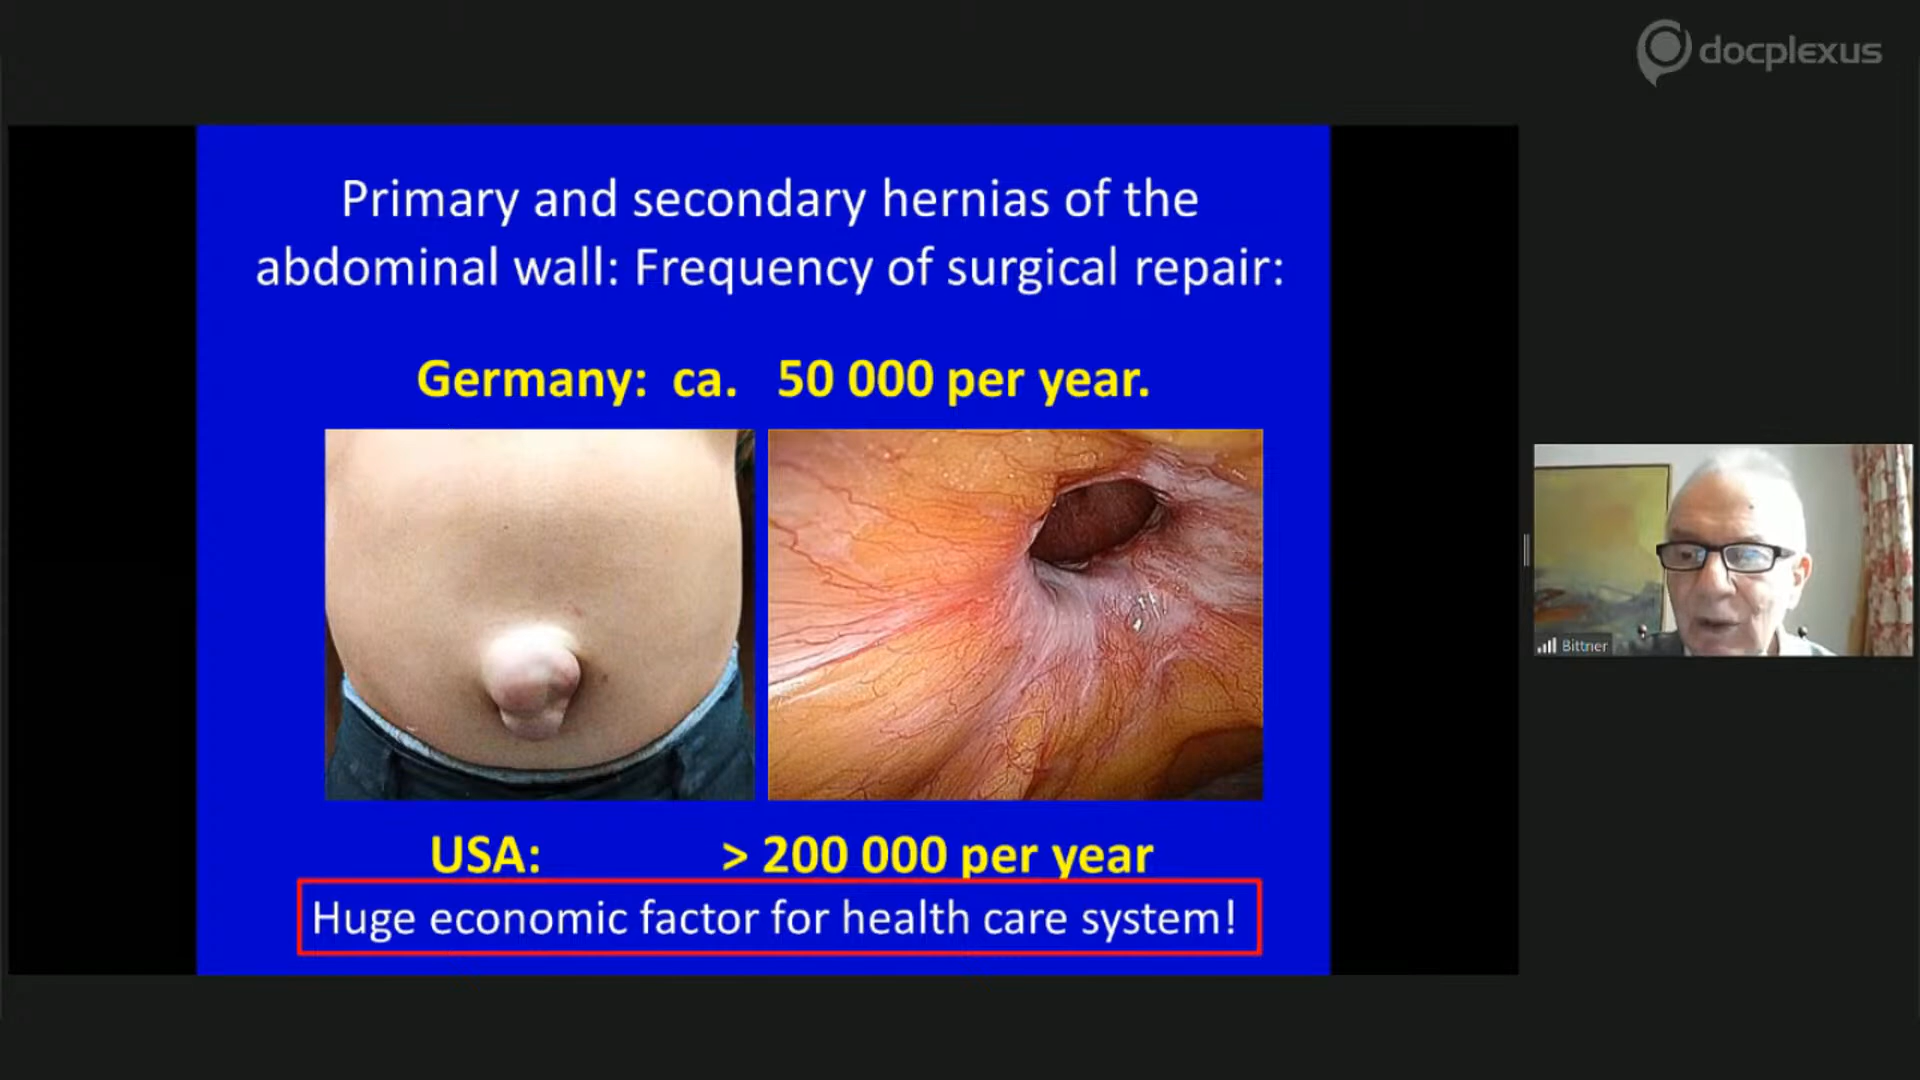 docplexus
Primary and secondary hernias of the
abdominal wall: Frequency of surgical repair:
Germany: ca. 50 000 per year.
USA: > 200 000 per year
Huge economic factor for health care system!
Bittner